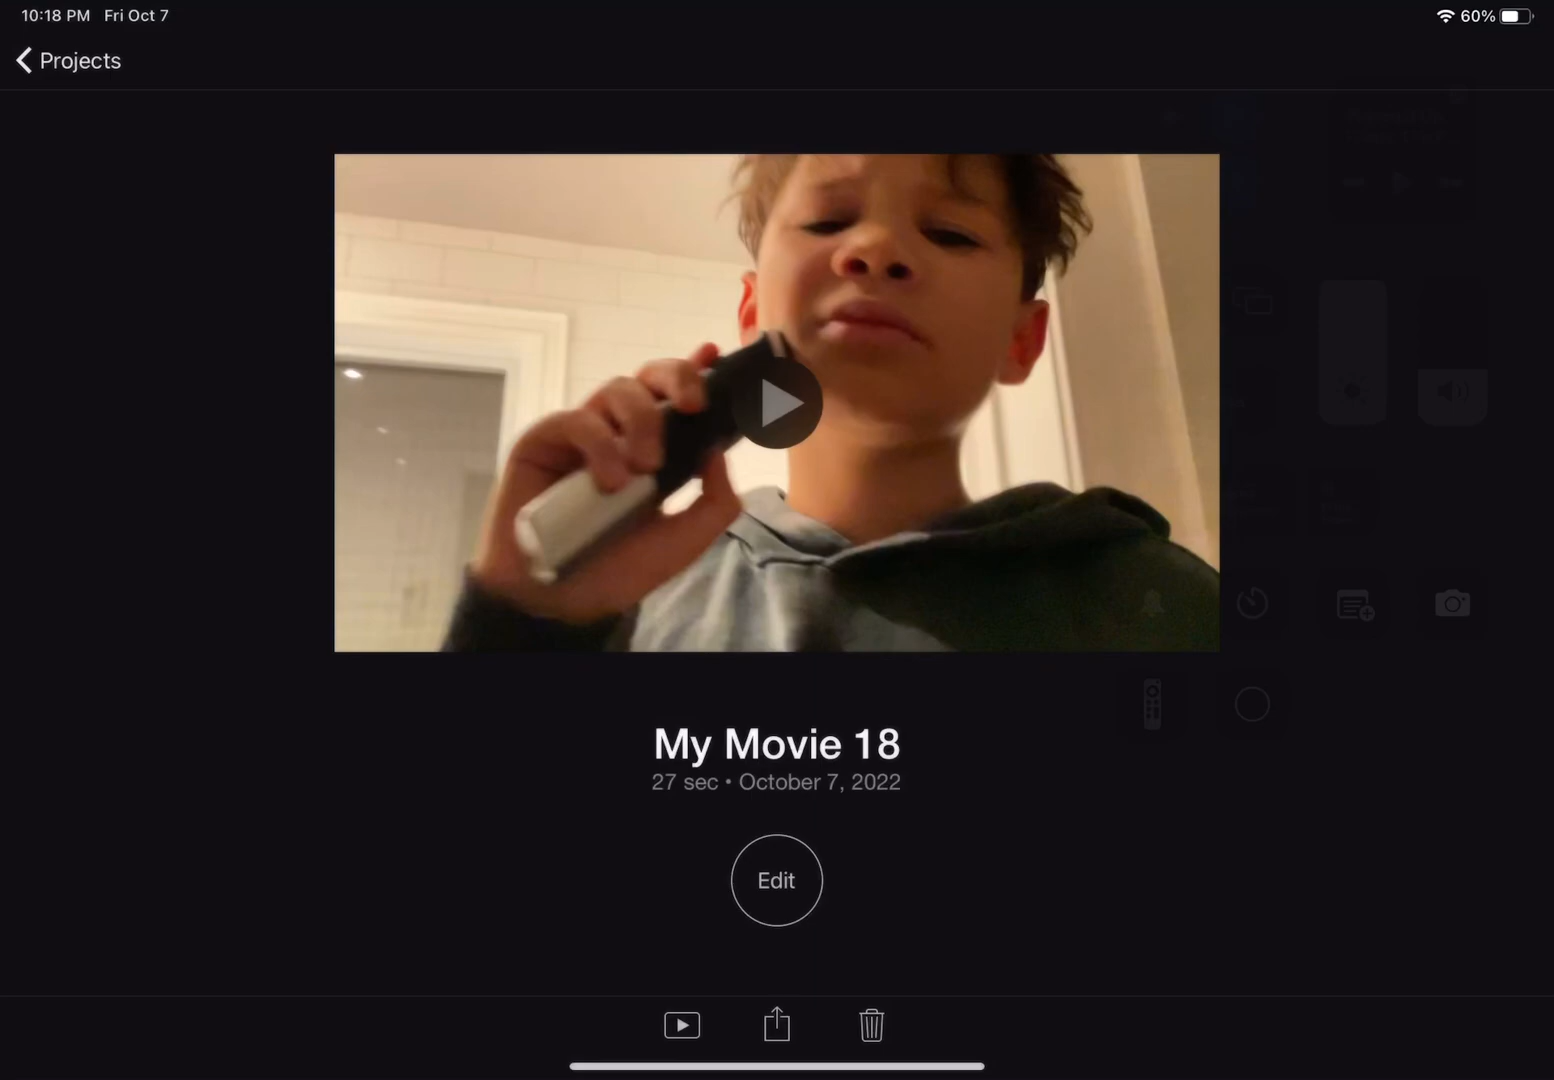 10:18 PM Fri Oct 7
60%
Projects
My Movie 18
27 sec • October 7, 2022
Edit